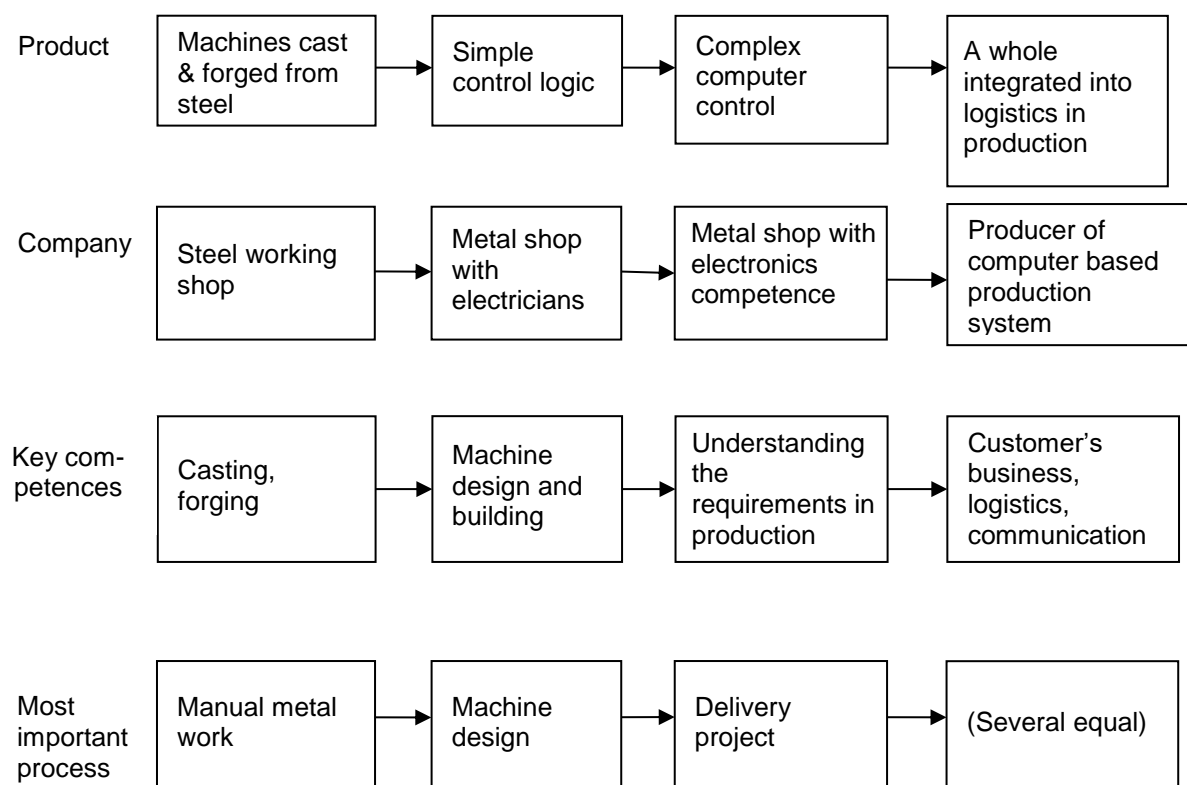 Product
Machines cast
& forged from
steel
Simple
control logic
Complex
computer
control
A whole
integrated into
logistics in
production
Company
Steel working
shop
Metal shop
with
electricians
Metal shop with
electronics
competence
Producer of
computer based
production
system
Key com-
petences
Casting,
forging
Machine
design and
building
Understanding
the
requirements in
production
Customer’s
business,
logistics,
communication
Most
important
process
Manual metal
work
Machine
design
Delivery
project
(Several equal)